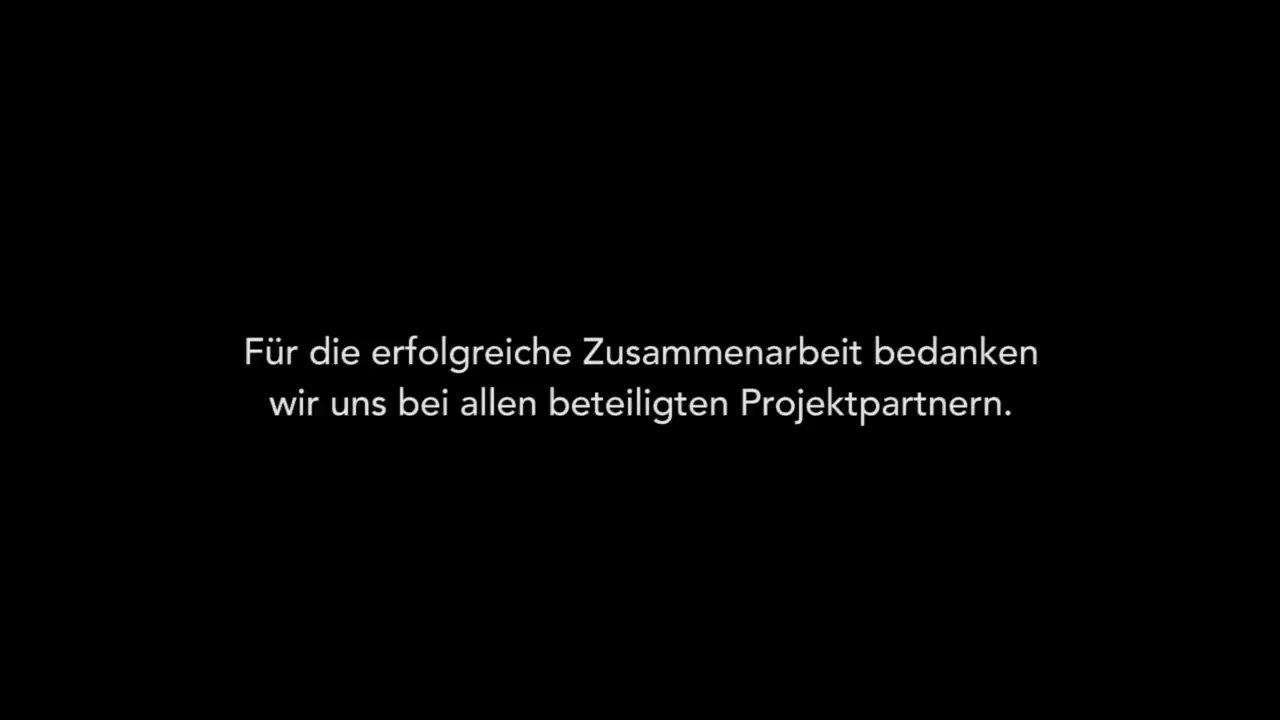 Für die erfolgreiche Zusammenarbeit bedanken
wir uns bei allen beteiligten Projektpartnern.